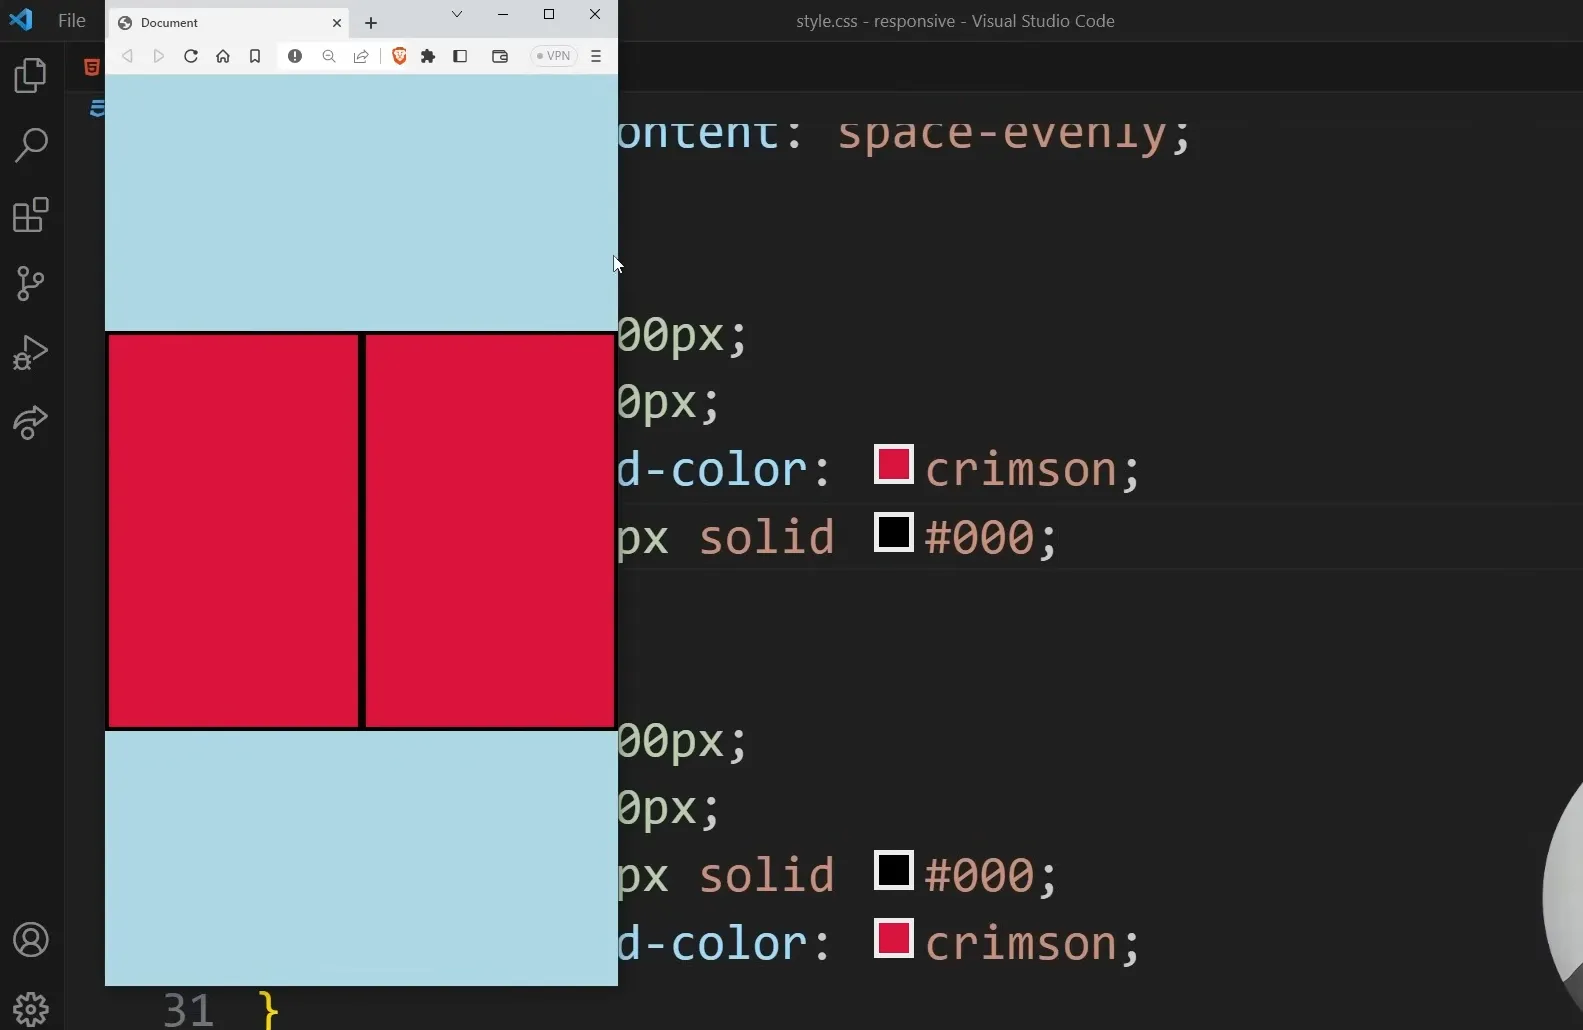 File
Document
style.css - responsive - Visual Studio Code
VPN
ontent: space-evenly;
00px;
0px;
d-color: crimson;
px solid #000;
00px;
0px;
px solid #000;
d-color: crimson;
31 }